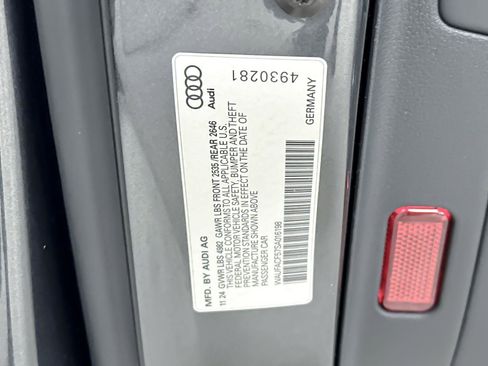 4930281
Audi
GERMANY
MFD. BY AUDI AG
11 24 GVWR LBS 4982 GAWR LBS FRONT 2535 /REAR 2646
THIS VEHICLE CONFORMS TO ALL APPLICABLE U.S.
FEDERAL MOTOR VEHICLE SAFETY, BUMPER AND THEFT
PREVENTION STANDARDS IN EFFECT ON THE DATE OF
MANUFACTURE SHOWN ABOVE
PASSENGER CAR
WAUFACF57SA016198